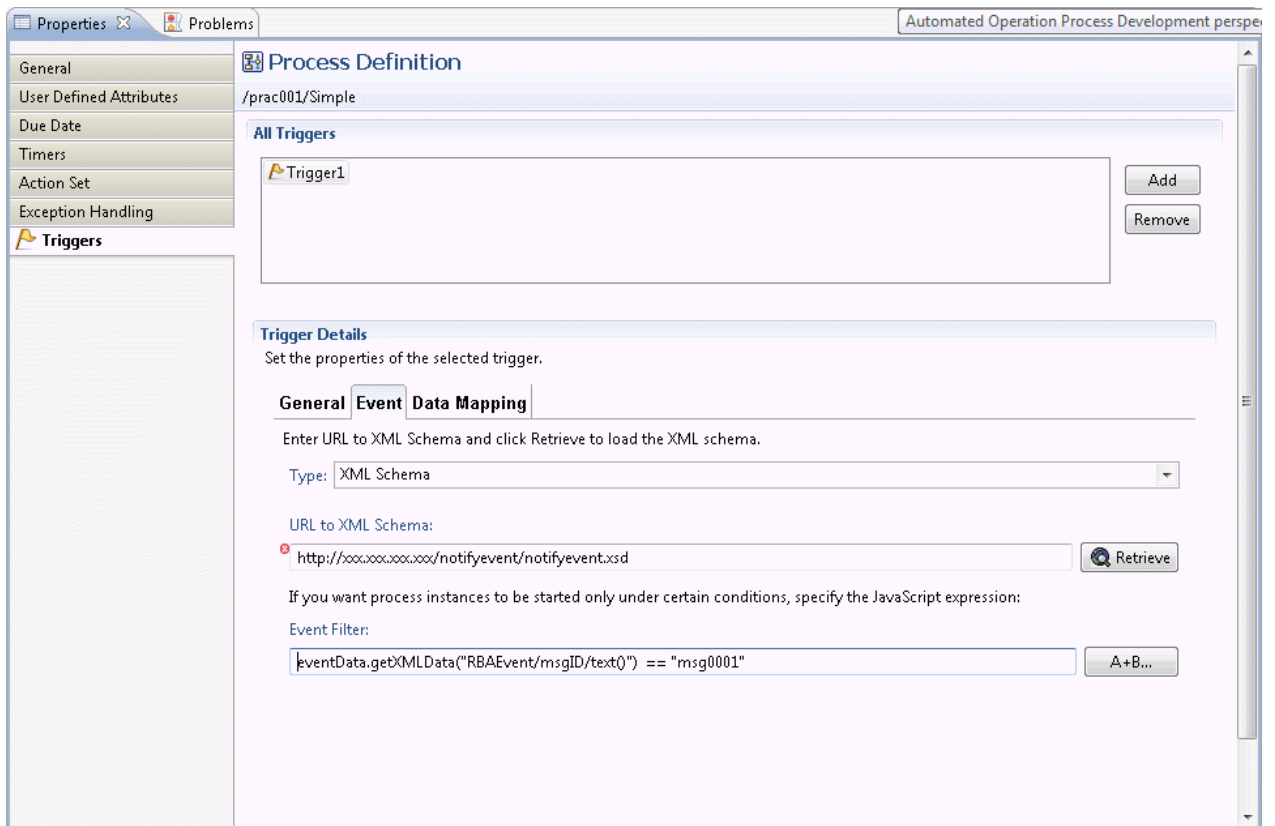 Properties
Problems
Automated Operation Process Development perspe
General
User Defined Attributes
Due Date
Timers
Action Set
Exception Handling
Triggers
Process Definition
/prac001/Simple
All Triggers
Trigger1
Add
Remove
Trigger Details
Set the properties of the selected trigger.
General Event Data Mapping
Enter URL to XML Schema and click Retrieve to load the XML schema.
Type: XML Schema
URL to XML Schema:
http://xxx.xxx.xxx.xxx/notifyevent/notifyevent.xsd
Retrieve
If you want process instances to be started only under certain conditions, specify the JavaScript expression:
Event Filter:
eventData.getXMLData("RBAEvent/msgID/text()") == "msg0001"
A+B...